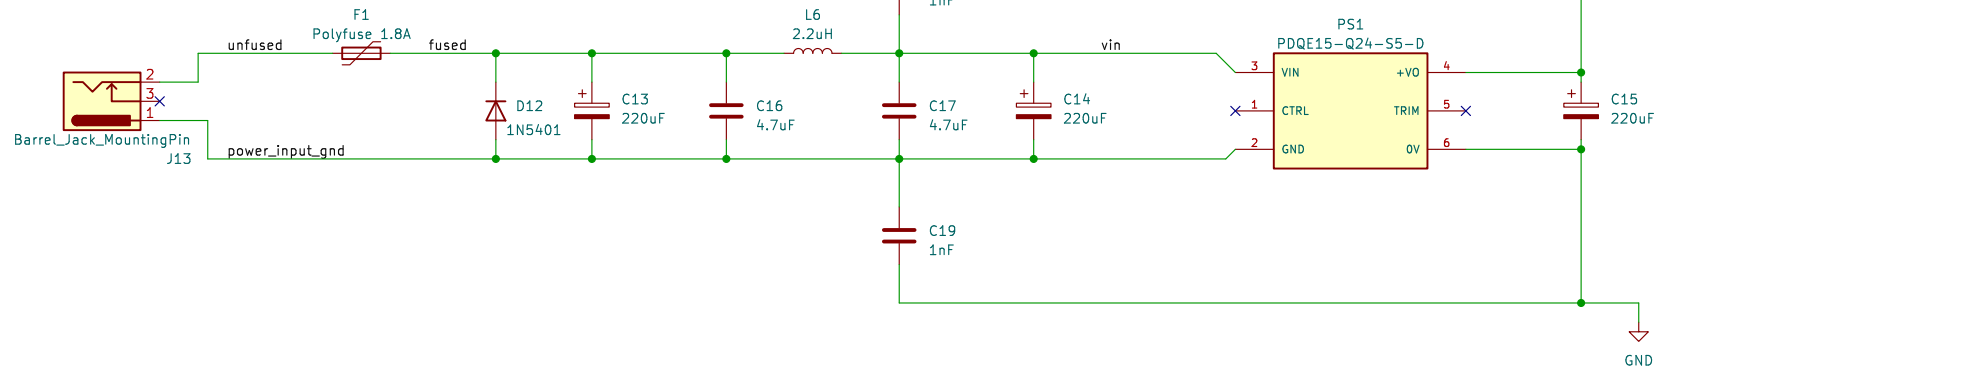 1nF
F1
Polyfuse_1.8A
unfused
fused
L6
2.2uH
vin
PS1
PDQE15-Q24-S5-D
2
3
1
Barrel_Jack_MountingPin
J13
power_input_gnd
D12
1N5401
+
C13
220uF
C16
4.7uF
C17
4.7uF
+
C14
220uF
3
VIN
1
CTRL
2
GND
+VO
4
TRIM
5
0V
6
+
C15
220uF
C19
1nF
GND